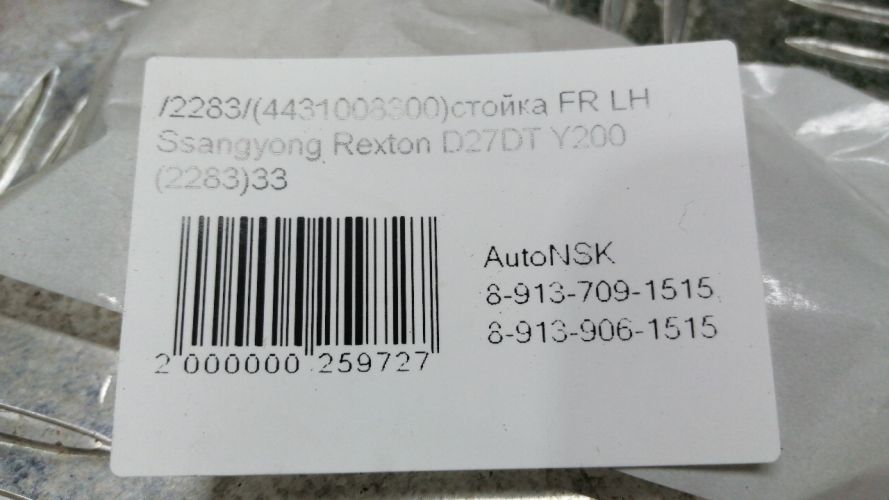 /2283/(4431008300)стойка FR LH
Ssangyong Rexton D27DT Y200
(2283)33
AutoNSK
8-913-709-1515
8-913-906-1515
2 000000 259727